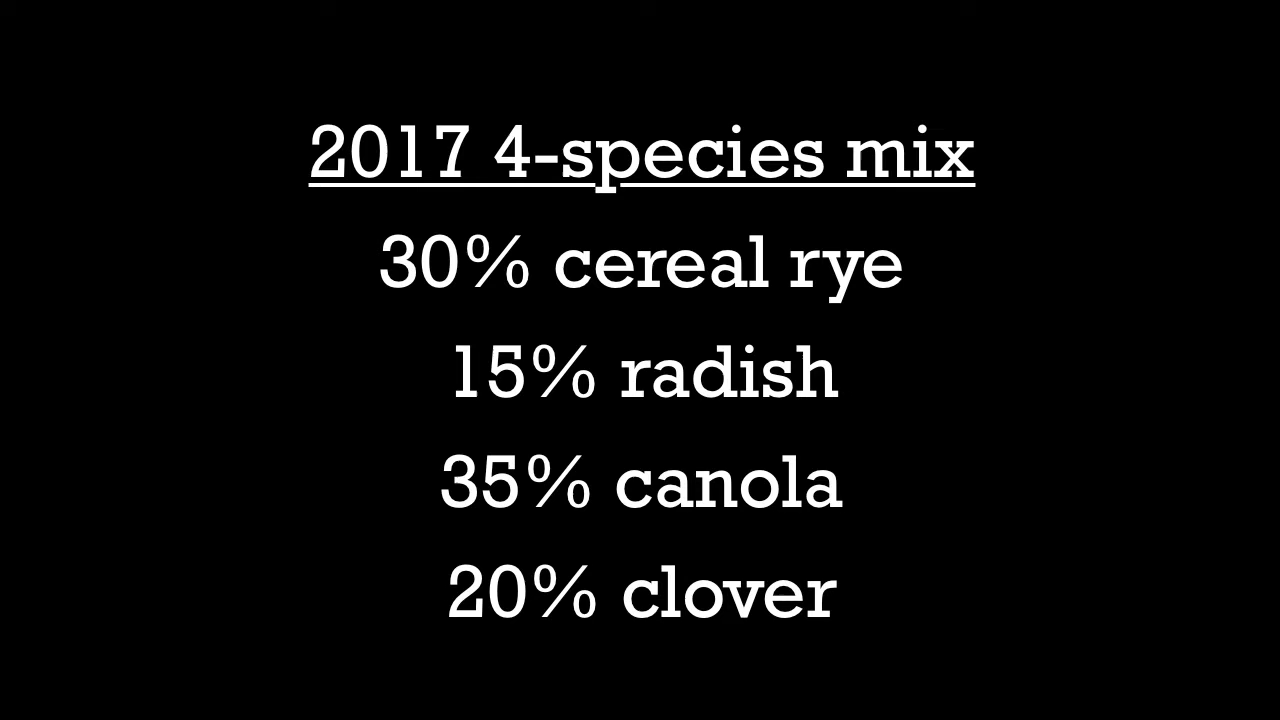 2017 4-species mix
30% cereal rye
15% radish
35% canola
20% clover